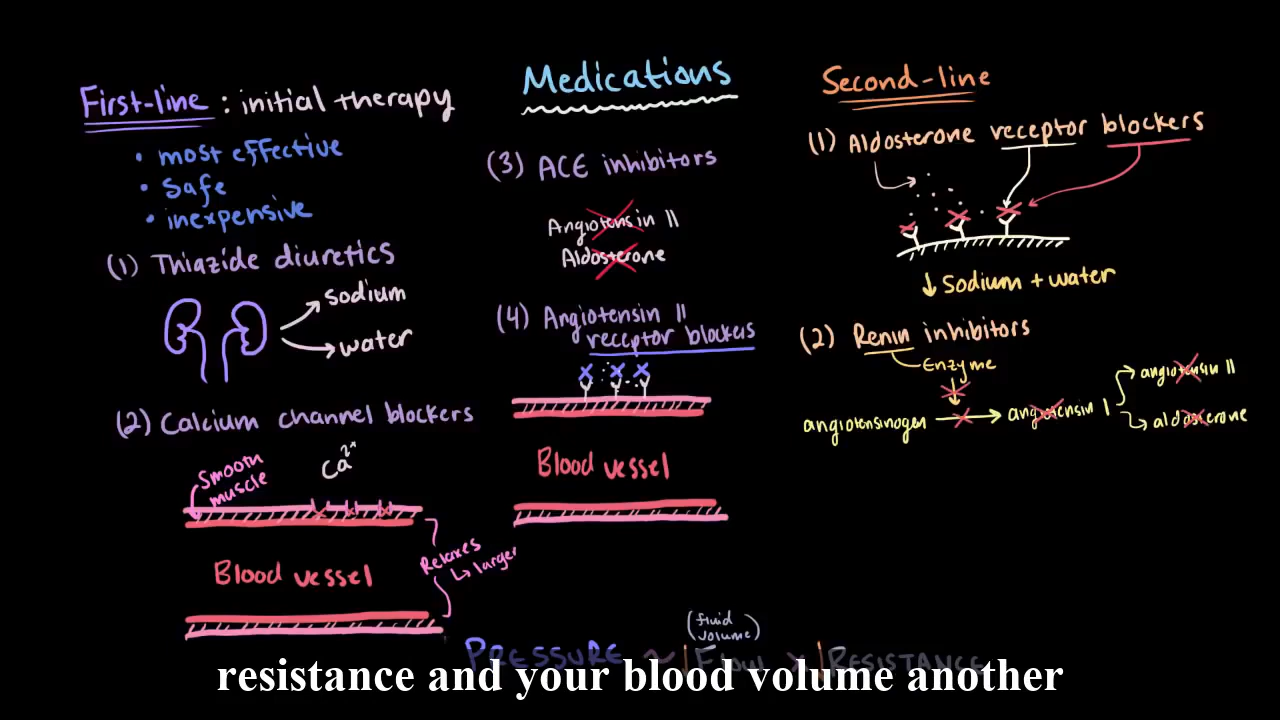 First-line : initial therapy
• most effective
• Safe
• inexpensive
(1) Thiazide diuretics
sodium
water
(2) Calcium channel blockers
Smooth
muscle
Ca2+
Blood vessel
Relaxes
↳ larger
Medications
(3) ACE inhibitors
Angiotensin II
Aldosterone
(4) Angiotensin II
receptor blockers
Blood vessel
Second-line
(1) Aldosterone receptor blockers
↓ Sodium + water
(2) Renin inhibitors
Enzyme
angiotensinogen → angiotensin I
angiotensin II
aldosterone
(fluid
volume)
PRESSURE ~ Flow x RESISTANCE
resistance and your blood volume another